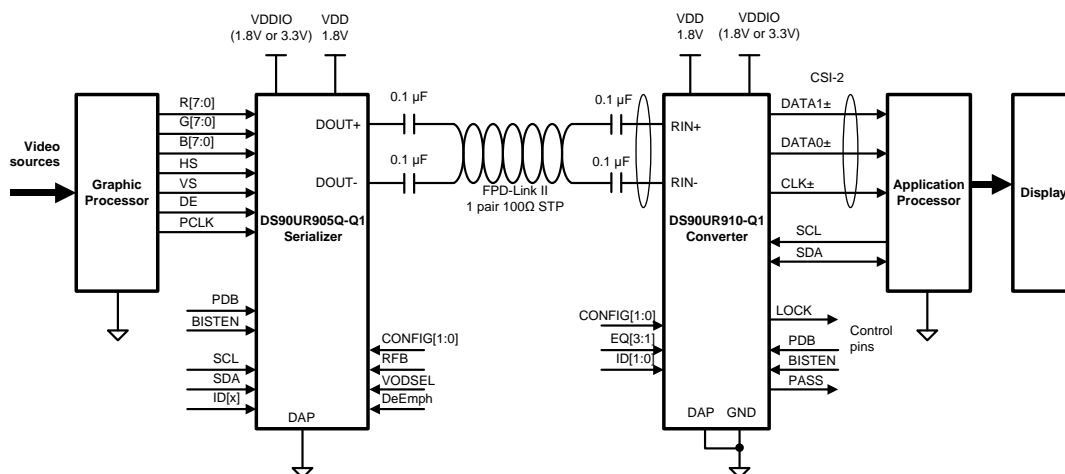 VDDIO
(1.8V or 3.3V)
VDD
1.8V
VDD
1.8V
VDDIO
(1.8V or 3.3V)
CSI-2
Video
sources
Graphic
Processor
R[7:0]
G[7:0]
B[7:0]
HS
VS
DE
PCLK
DS90UR905Q-Q1
Serializer
DOUT+
DOUT-
0.1 µF
0.1 µF
0.1 µF
0.1 µF
FPD-Link II
1 pair 100Ω STP
RIN+
RIN-
DS90UR910-Q1
Converter
DATA1±
DATA0±
CLK±
SCL
SDA
Application
Processor
Display
PDB
BISTEN
SCL
SDA
ID[x]
CONFIG[1:0]
RFB
VODSEL
DeEmph
DAP
CONFIG[1:0]
EQ[3:1]
ID[1:0]
LOCK
PDB
BISTEN
PASS
Control
pins
DAP
GND